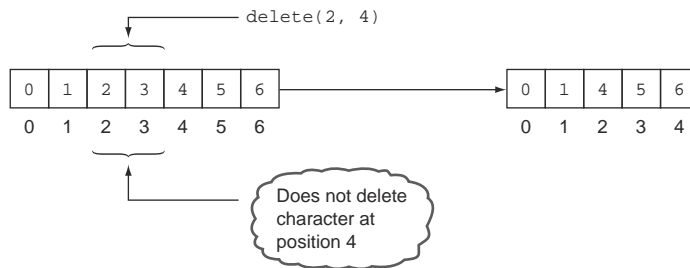 delete(2, 4)
0 1 2 3 4 5 6
0 1 4 5 6
0 1 2 3 4 5 6
0 1 2 3 4
Does not delete
character at
position 4